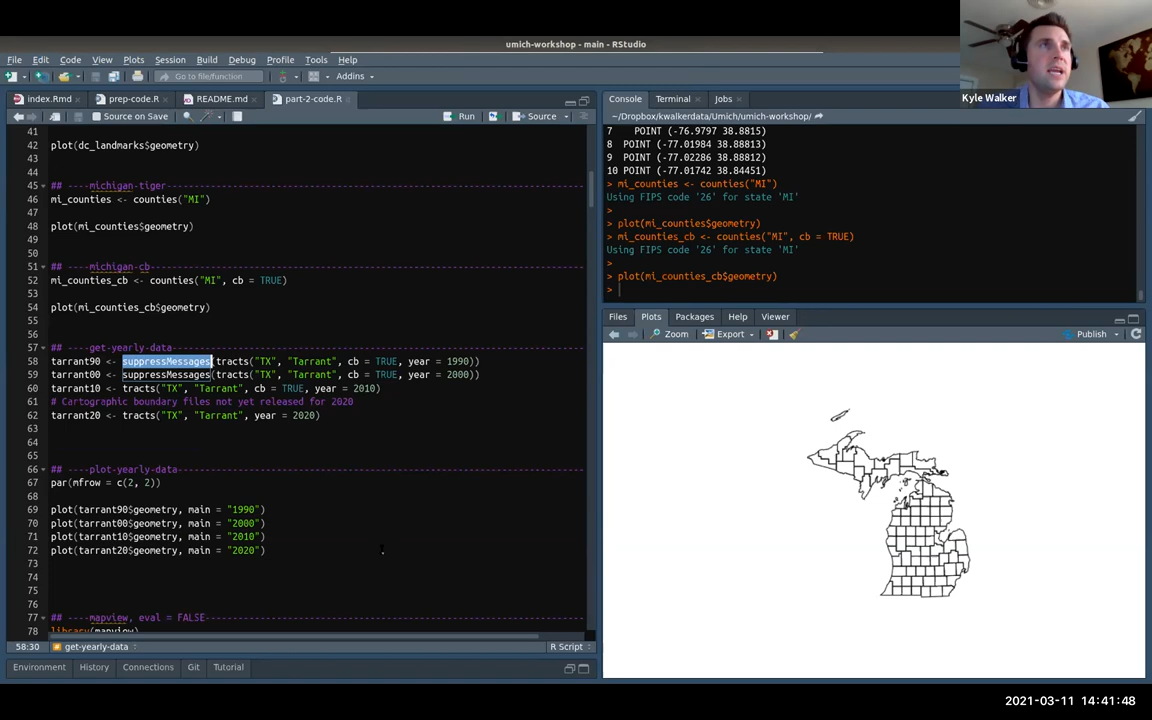 umich-workshop - main - RStudio
File Edit Code View Plots Session Build Debug Profile Tools Help
Go to file/function Addins
index.Rmd prep-code.R README.md part-2-code.R
Source on Save Run Source
41
42 plot(dc_landmarks$geometry)
43
44
45 ## ----michigan-tiger----
46 mi_counties <- counties("MI")
47
48 plot(mi_counties$geometry)
49
50
51 ## ----michigan-cb----
52 mi_counties_cb <- counties("MI", cb = TRUE)
53
54 plot(mi_counties_cb$geometry)
55
56
57 ## ----get-yearly-data----
58 tarrant90 <- suppressMessages(tracts("TX", "Tarrant", cb = TRUE, year = 1990))
59 tarrant00 <- suppressMessages(tracts("TX", "Tarrant", cb = TRUE, year = 2000))
60 tarrant10 <- tracts("TX", "Tarrant", cb = TRUE, year = 2010)
61 # Cartographic boundary files not yet released for 2020
62 tarrant20 <- tracts("TX", "Tarrant", year = 2020)
63
64
65
66 ## ----plot-yearly-data----
67 par(mfrow = c(2, 2))
68
69 plot(tarrant90$geometry, main = "1990")
70 plot(tarrant00$geometry, main = "2000")
71 plot(tarrant10$geometry, main = "2010")
72 plot(tarrant20$geometry, main = "2020")
73
74
75
76
77 ## ----mapview, eval = FALSE----
78 library(mapview)
58:30 get-yearly-data R Script
Environment History Connections Git Tutorial
Console Terminal Jobs
~/Dropbox/kwalkerdata/Umich/umich-workshop/
7 POINT (-76.9797 38.8815)
8 POINT (-77.01984 38.88813)
9 POINT (-77.02286 38.88812)
10 POINT (-77.01742 38.84451)
> mi_counties <- counties("MI")
Using FIPS code '26' for state 'MI'
>
> plot(mi_counties$geometry)
> mi_counties_cb <- counties("MI", cb = TRUE)
Using FIPS code '26' for state 'MI'
>
> plot(mi_counties_cb$geometry)
>
Files Plots Packages Help Viewer
Zoom Export Publish
Kyle Walker
2021-03-11 14:41:48